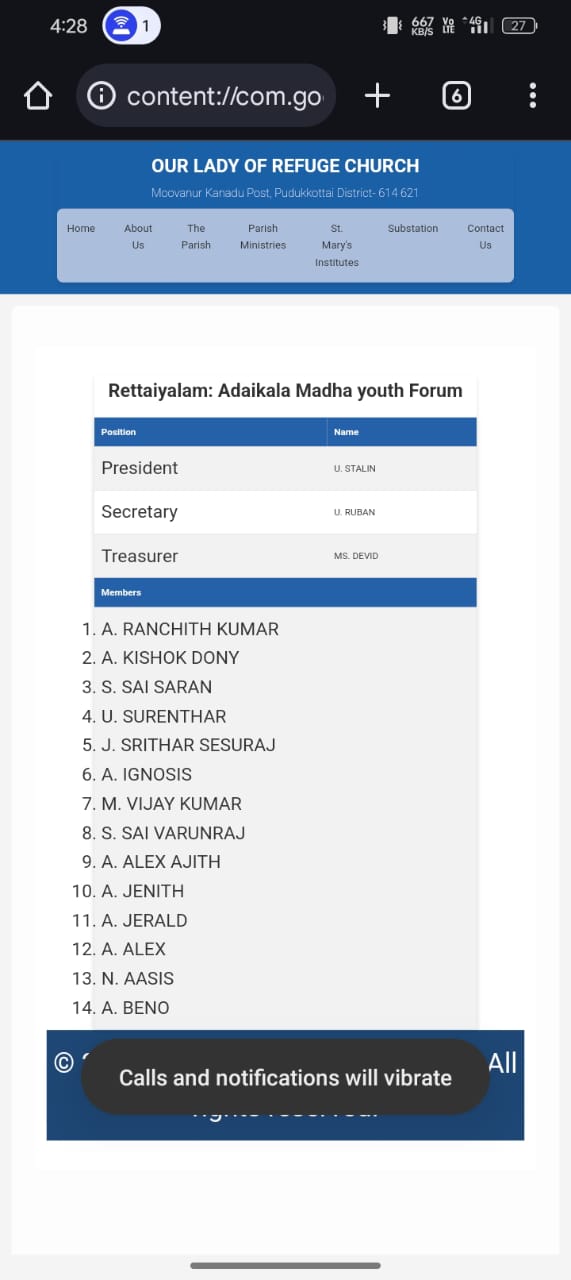 4:28 1 667 KB/S Vo LTE 4G 27
content://com.go 6
OUR LADY OF REFUGE CHURCH
Moovanur Kanadu Post, Pudukkottai District- 614 621
Home About Us The Parish Parish Ministries St. Mary's Institutes Substation Contact Us
Rettaiyalam: Adaikala Madha youth Forum
Position Name
President U. STALIN
Secretary U. RUBAN
Treasurer MS. DEVID
Members
1. A. RANCHITH KUMAR
2. A. KISHOK DONY
3. S. SAI SARAN
4. U. SURENTHAR
5. J. SRITHAR SESURAJ
6. A. IGNOSIS
7. M. VIJAY KUMAR
8. S. SAI VARUNRAJ
9. A. ALEX AJITH
10. A. JENITH
11. A. JERALD
12. A. ALEX
13. N. AASIS
14. A. BENO
© All
Calls and notifications will vibrate